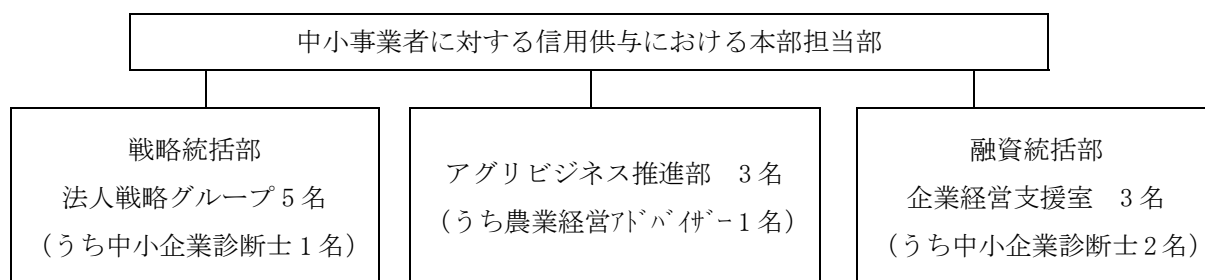 中小事業者に対する信用供与における本部担当部
戦略統括部
法人戦略グループ5名
(うち中小企業診断士1名)
アグリビジネス推進部　3名
(うち農業経営ｱﾄﾞﾊﾞｲｻﾞｰ1名)
融資統括部
企業経営支援室　3名
(うち中小企業診断士2名)